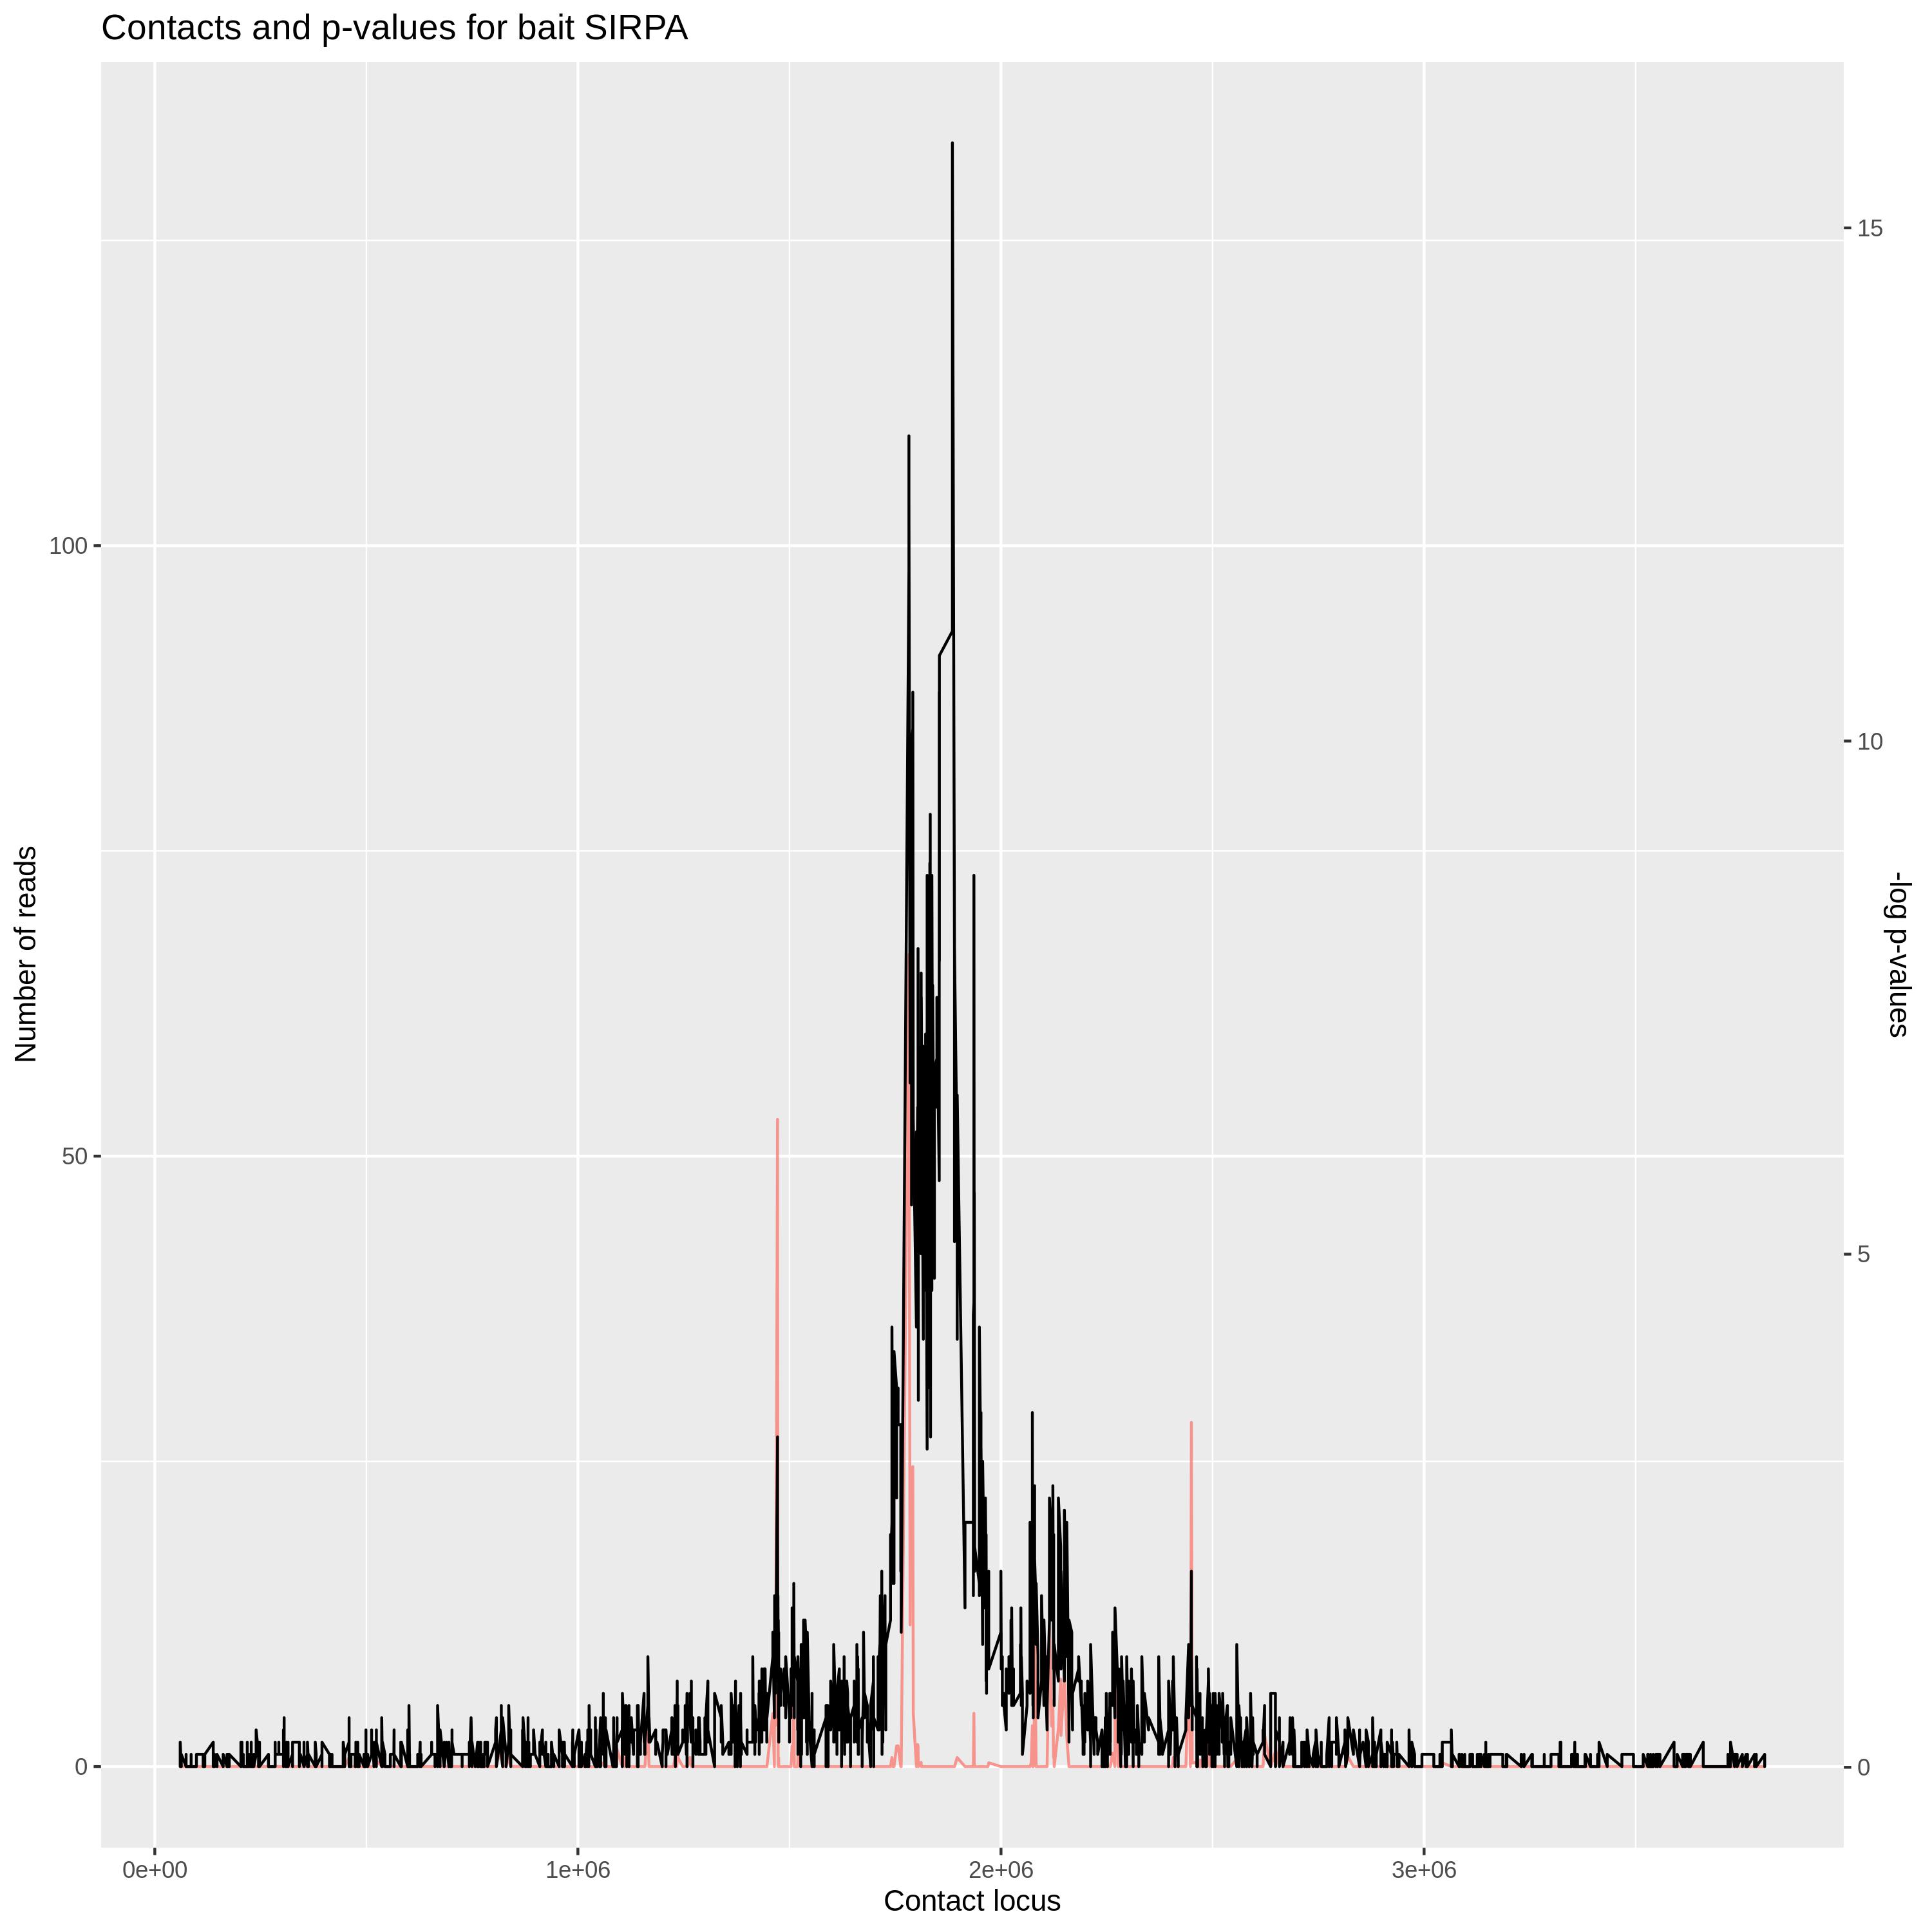 Contacts and p-values for bait SIRPA
Number of reads
100
50
0
15
10
5
0
-log p-values
0e+00
1e+06
2e+06
3e+06
Contact locus